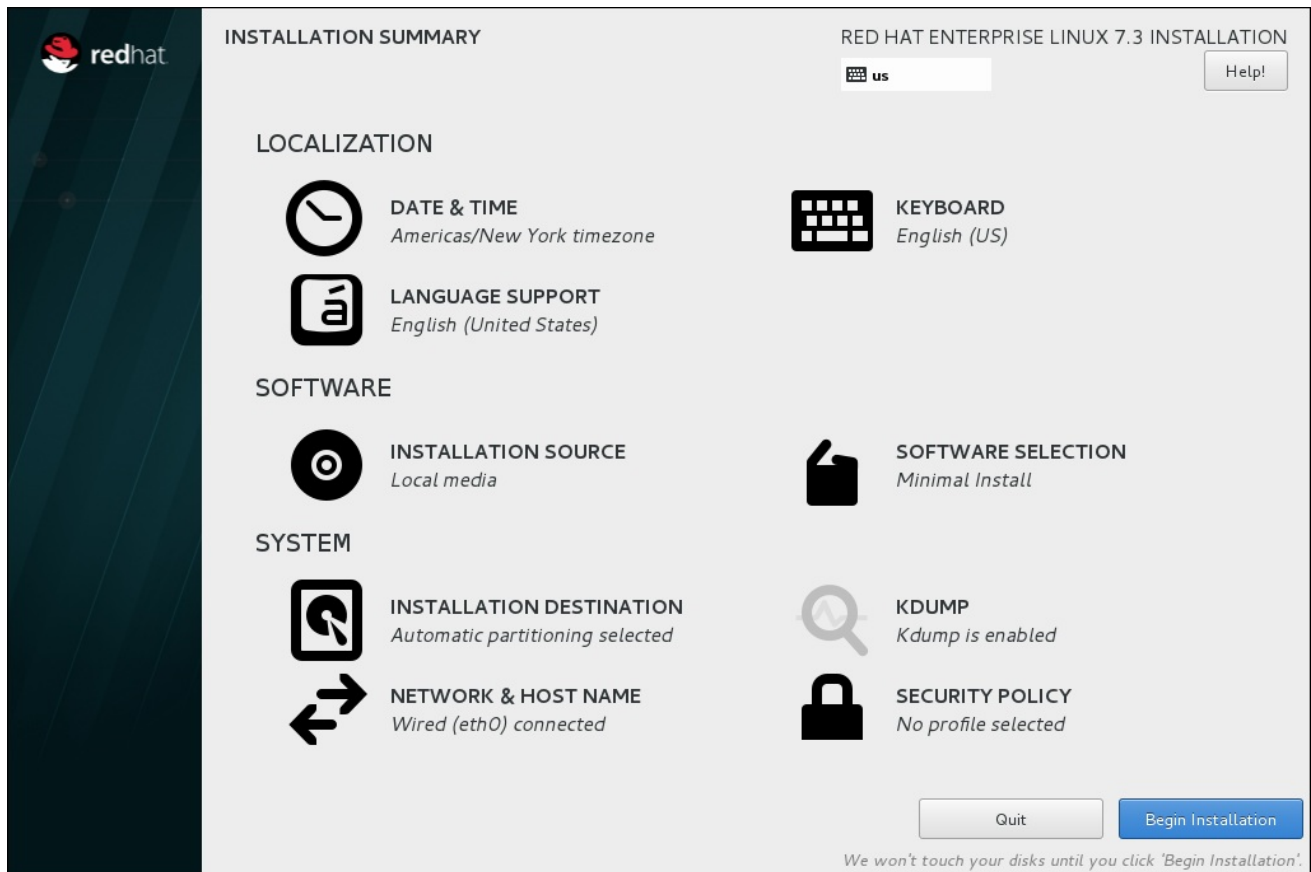 redhat
INSTALLATION SUMMARY
RED HAT ENTERPRISE LINUX 7.3 INSTALLATION
us
Help!
LOCALIZATION
DATE & TIME
Americas/New York timezone
KEYBOARD
English (US)
á
LANGUAGE SUPPORT
English (United States)
SOFTWARE
INSTALLATION SOURCE
Local media
SOFTWARE SELECTION
Minimal Install
SYSTEM
INSTALLATION DESTINATION
Automatic partitioning selected
KDUMP
Kdump is enabled
NETWORK & HOST NAME
Wired (eth0) connected
SECURITY POLICY
No profile selected
Quit
Begin Installation
We won't touch your disks until you click 'Begin Installation'.